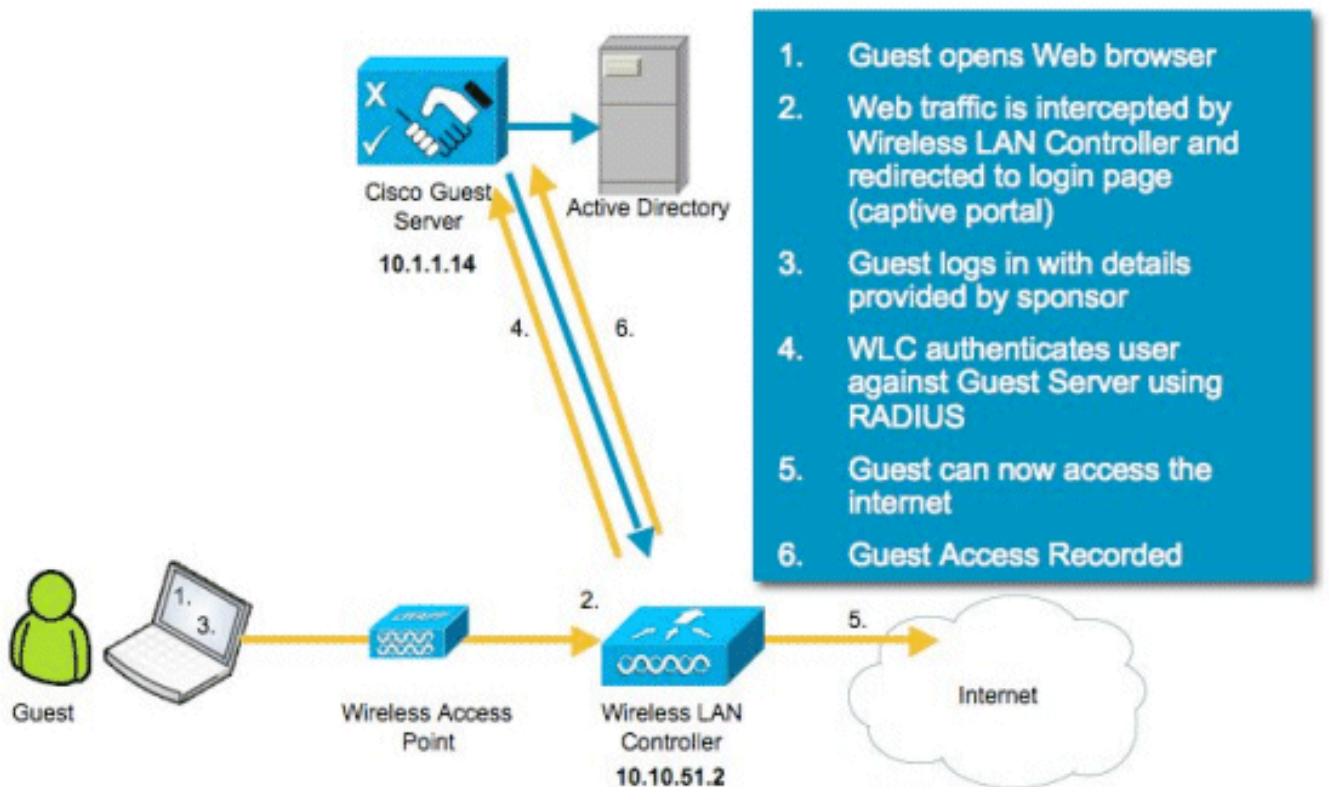 1. Guest opens Web browser
2. Web traffic is intercepted by
Wireless LAN Controller and
redirected to login page
(captive portal)
3. Guest logs in with details
provided by sponsor
4. WLC authenticates user
against Guest Server using
RADIUS
5. Guest can now access the
internet
6. Guest Access Recorded
X
Cisco Guest
Server
10.1.1.14
Active Directory
4.
6.
1.
3.
Guest
Wireless Access
Point
2.
Wireless LAN
Controller
10.10.51.2
5.
Internet